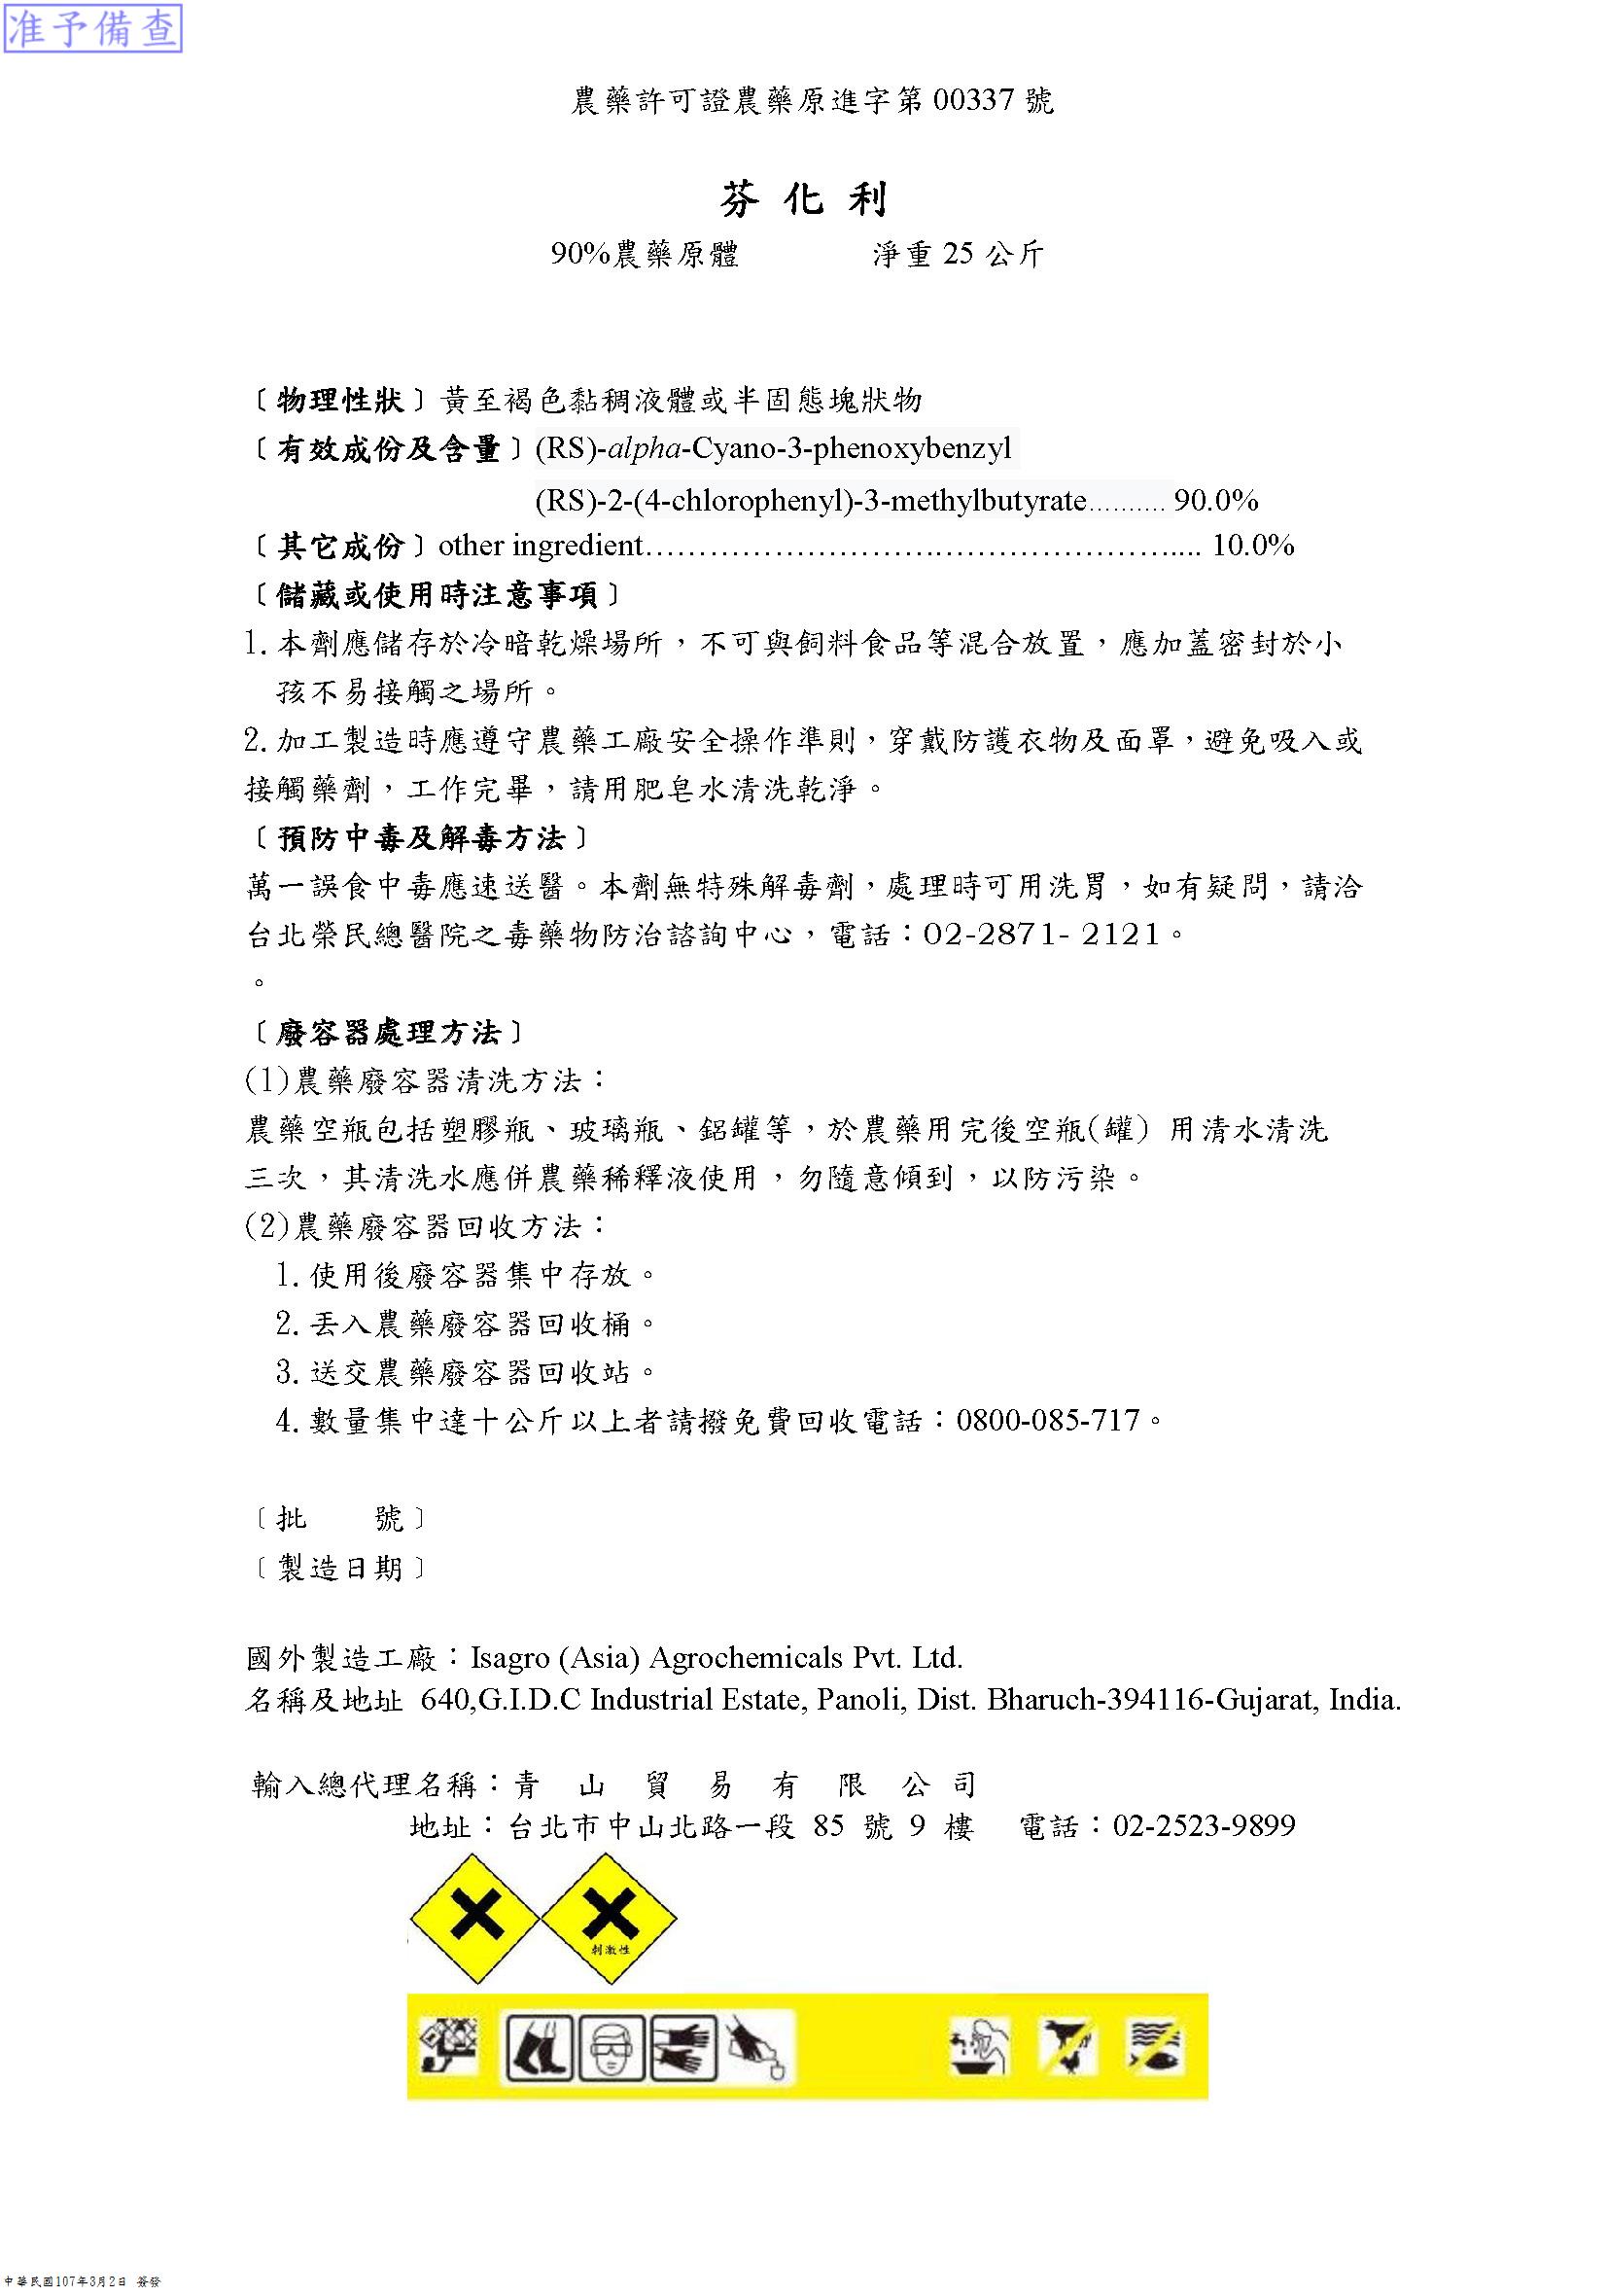 准予備查
農藥許可證農藥原進字第 00337 號
芬 化 利
90%農藥原體 淨重 25 公斤
﹝物理性狀﹞黃至褐色黏稠液體或半固態塊狀物
﹝有效成份及含量﹞(RS)-alpha-Cyano-3-phenoxybenzyl
(RS)-2-(4-chlorophenyl)-3-methylbutyrate.......... 90.0%
﹝其它成份﹞other ingredient…………………………………………….... 10.0%
﹝儲藏或使用時注意事項﹞
1.本劑應儲存於冷暗乾燥場所，不可與飼料食品等混合放置，應加蓋密封於小
孩不易接觸之場所。
2.加工製造時應遵守農藥工廠安全操作準則，穿戴防護衣物及面罩，避免吸入或
接觸藥劑，工作完畢，請用肥皂水清洗乾淨。
﹝預防中毒及解毒方法﹞
萬一誤食中毒應速送醫。本劑無特殊解毒劑，處理時可用洗胃，如有疑問，請洽
台北榮民總醫院之毒藥物防治諮詢中心，電話：02-2871- 2121。
。
﹝廢容器處理方法﹞
(1)農藥廢容器清洗方法：
農藥空瓶包括塑膠瓶、玻璃瓶、鋁罐等，於農藥用完後空瓶(罐) 用清水清洗
三次，其清洗水應併農藥稀釋液使用，勿隨意傾到，以防污染。
(2)農藥廢容器回收方法：
1.使用後廢容器集中存放。
2.丟入農藥廢容器回收桶。
3.送交農藥廢容器回收站。
4.數量集中達十公斤以上者請撥免費回收電話：0800-085-717。
﹝批 號﹞
﹝製造日期﹞
國外製造工廠：Isagro (Asia) Agrochemicals Pvt. Ltd.
名稱及地址 640,G.I.D.C Industrial Estate, Panoli, Dist. Bharuch-394116-Gujarat, India.
輸入總代理名稱：青 山 貿 易 有 限 公 司
地址：台北市中山北路一段 85 號 9 樓 電話：02-2523-9899
刺激性
中華民國107年3月2日 簽發